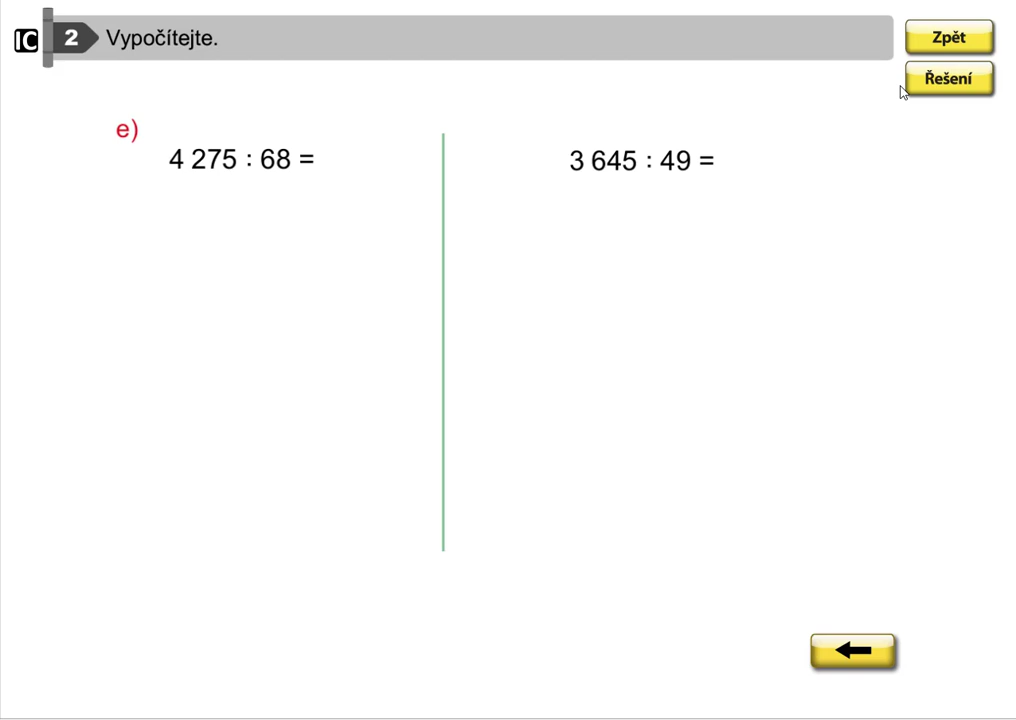 IC 2 Vypočítejte.
Zpět
Řešení
e)
4 275 : 68 =
3 645 : 49 =